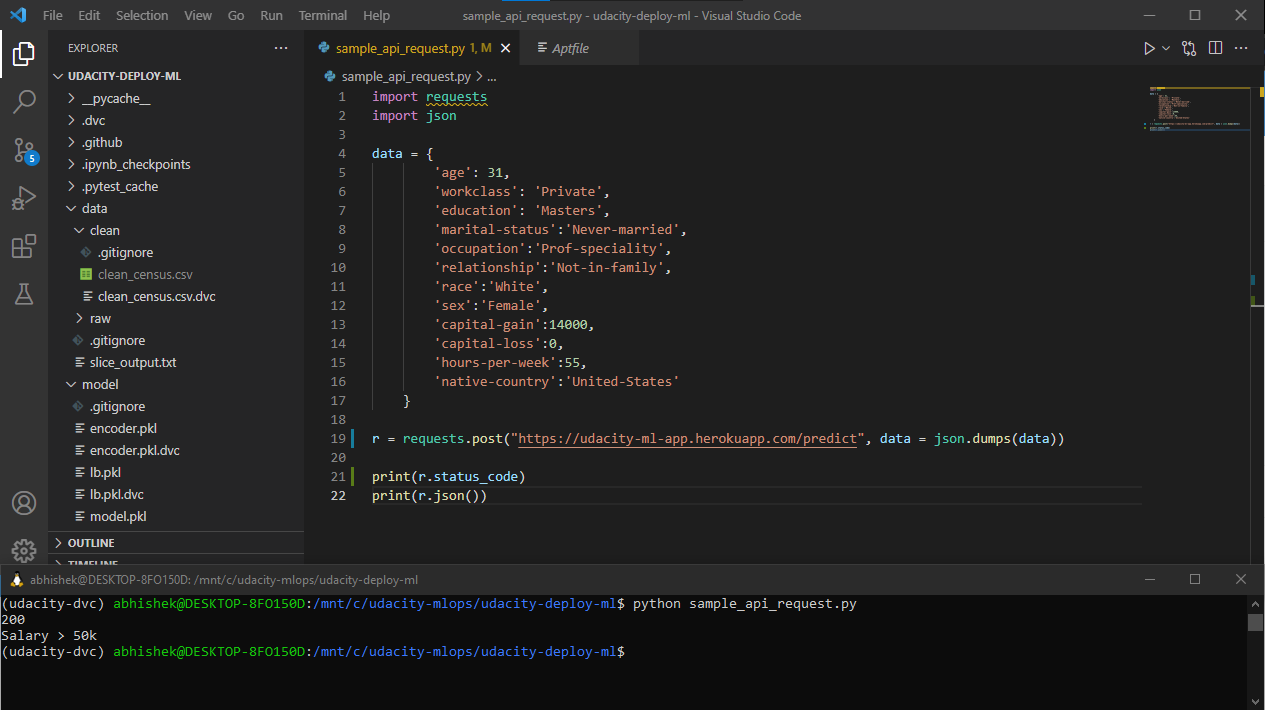 File Edit Selection View Go Run Terminal Help sample_api_request.py - udacity-deploy-ml - Visual Studio Code
EXPLORER ...
sample_api_request.py 1, M
Aptfile
UDACITY-DEPLOY-ML
__pycache__
.dvc
.github
.ipynb_checkpoints
.pytest_cache
data
clean
.gitignore
clean_census.csv
clean_census.csv.dvc
raw
.gitignore
slice_output.txt
model
.gitignore
encoder.pkl
encoder.pkl.dvc
lb.pkl
lb.pkl.dvc
model.pkl
OUTLINE
TIMELINE
5
sample_api_request.py > ...
1 import requests
2 import json
3
4 data = {
5 'age': 31,
6 'workclass': 'Private',
7 'education': 'Masters',
8 'marital-status':'Never-married',
9 'occupation':'Prof-speciality',
10 'relationship':'Not-in-family',
11 'race':'White',
12 'sex':'Female',
13 'capital-gain':14000,
14 'capital-loss':0,
15 'hours-per-week':55,
16 'native-country':'United-States'
17 }
18
19 r = requests.post("https://udacity-ml-app.herokuapp.com/predict", data = json.dumps(data))
20
21 print(r.status_code)
22 print(r.json())
abhishek@DESKTOP-8FO150D: /mnt/c/udacity-mlops/udacity-deploy-ml
(udacity-dvc) abhishek@DESKTOP-8FO150D:/mnt/c/udacity-mlops/udacity-deploy-ml$ python sample_api_request.py
200
Salary > 50k
(udacity-dvc) abhishek@DESKTOP-8FO150D:/mnt/c/udacity-mlops/udacity-deploy-ml$